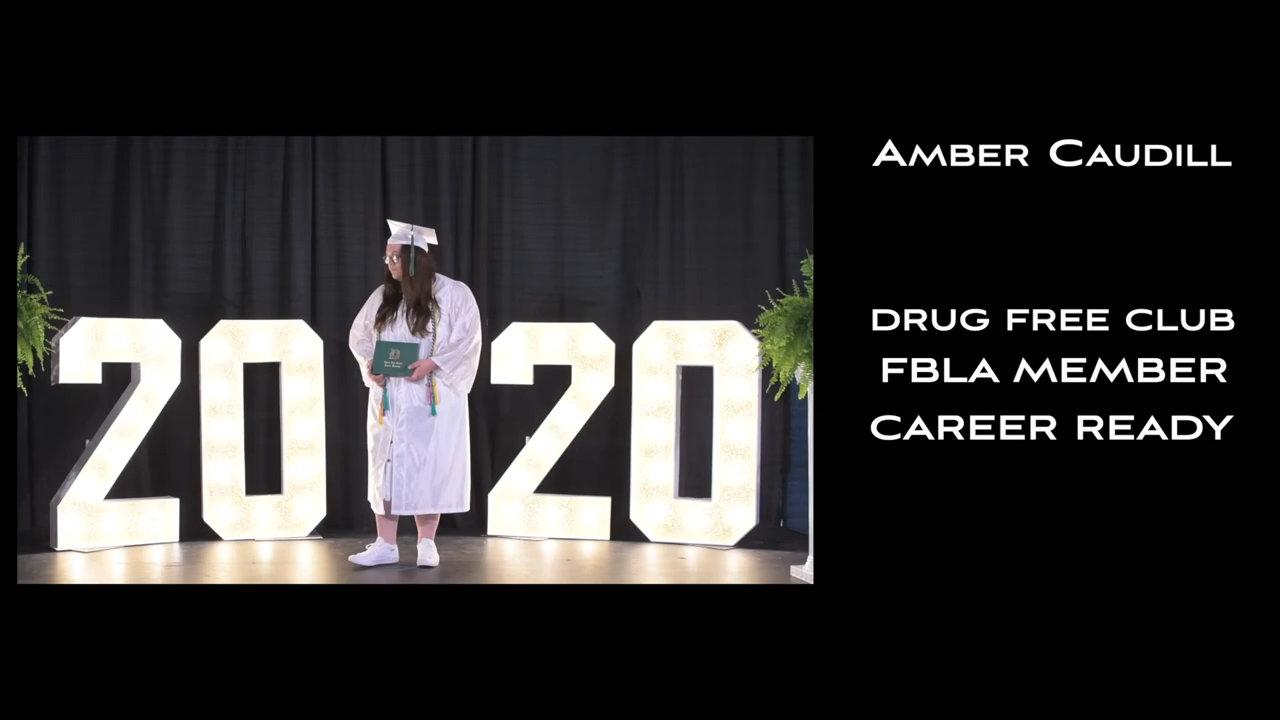 Amber Caudill
DRUG FREE CLUB
FBLA MEMBER
CAREER READY
2020